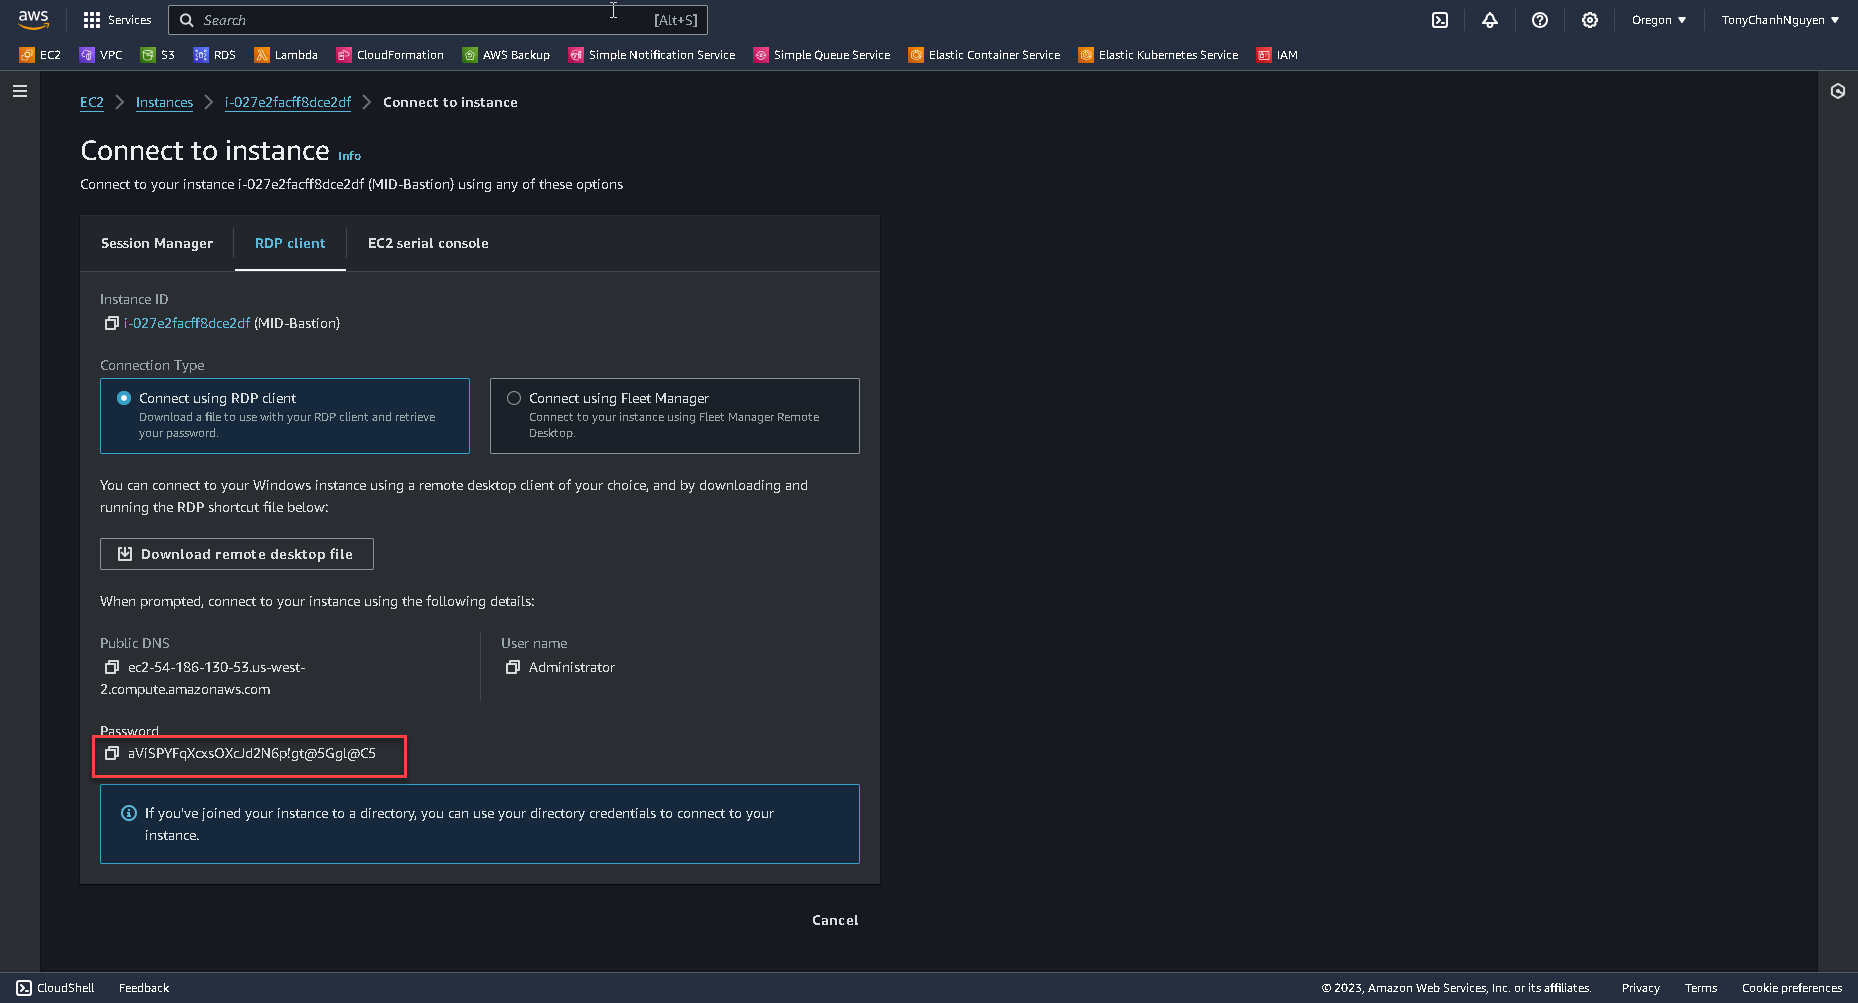 aws
Services
Search
[Alt+S]
Oregon
TonyChanhNguyen
EC2
VPC
S3
RDS
Lambda
CloudFormation
AWS Backup
Simple Notification Service
Simple Queue Service
Elastic Container Service
Elastic Kubernetes Service
IAM
EC2
Instances
i-027e2facff8dce2df
Connect to instance
Connect to instance Info
Connect to your instance i-027e2facff8dce2df (MID-Bastion) using any of these options
Session Manager
RDP client
EC2 serial console
Instance ID
i-027e2facff8dce2df (MID-Bastion)
Connection Type
Connect using RDP client
Download a file to use with your RDP client and retrieve
your password.
Connect using Fleet Manager
Connect to your instance using Fleet Manager Remote
Desktop.
You can connect to your Windows instance using a remote desktop client of your choice, and by downloading and
running the RDP shortcut file below:
Download remote desktop file
When prompted, connect to your instance using the following details:
Public DNS
ec2-54-186-130-53.us-west-
2.compute.amazonaws.com
User name
Administrator
Password
aViSPYFqXcxsOXcJd2N6p!gt@5Ggl@C5
If you've joined your instance to a directory, you can use your directory credentials to connect to your
instance.
Cancel
CloudShell
Feedback
© 2023, Amazon Web Services, Inc. or its affiliates.
Privacy
Terms
Cookie preferences